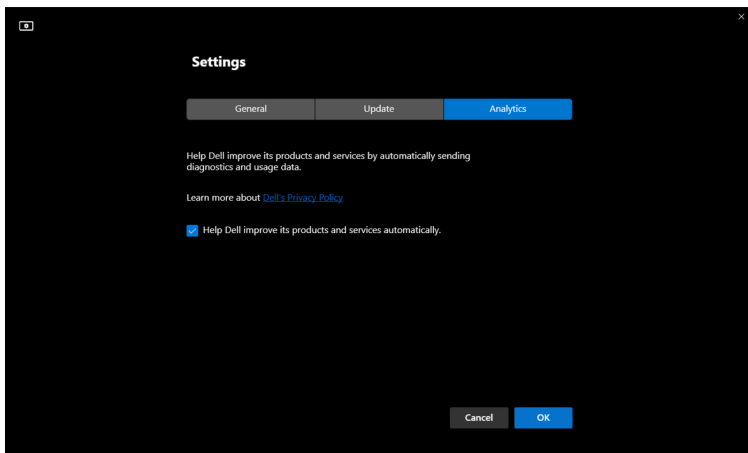 Settings
General
Update
Analytics
Help Dell improve its products and services by automatically sending
diagnostics and usage data.
Learn more about Dell's Privacy Policy
Help Dell improve its products and services automatically.
Cancel
OK